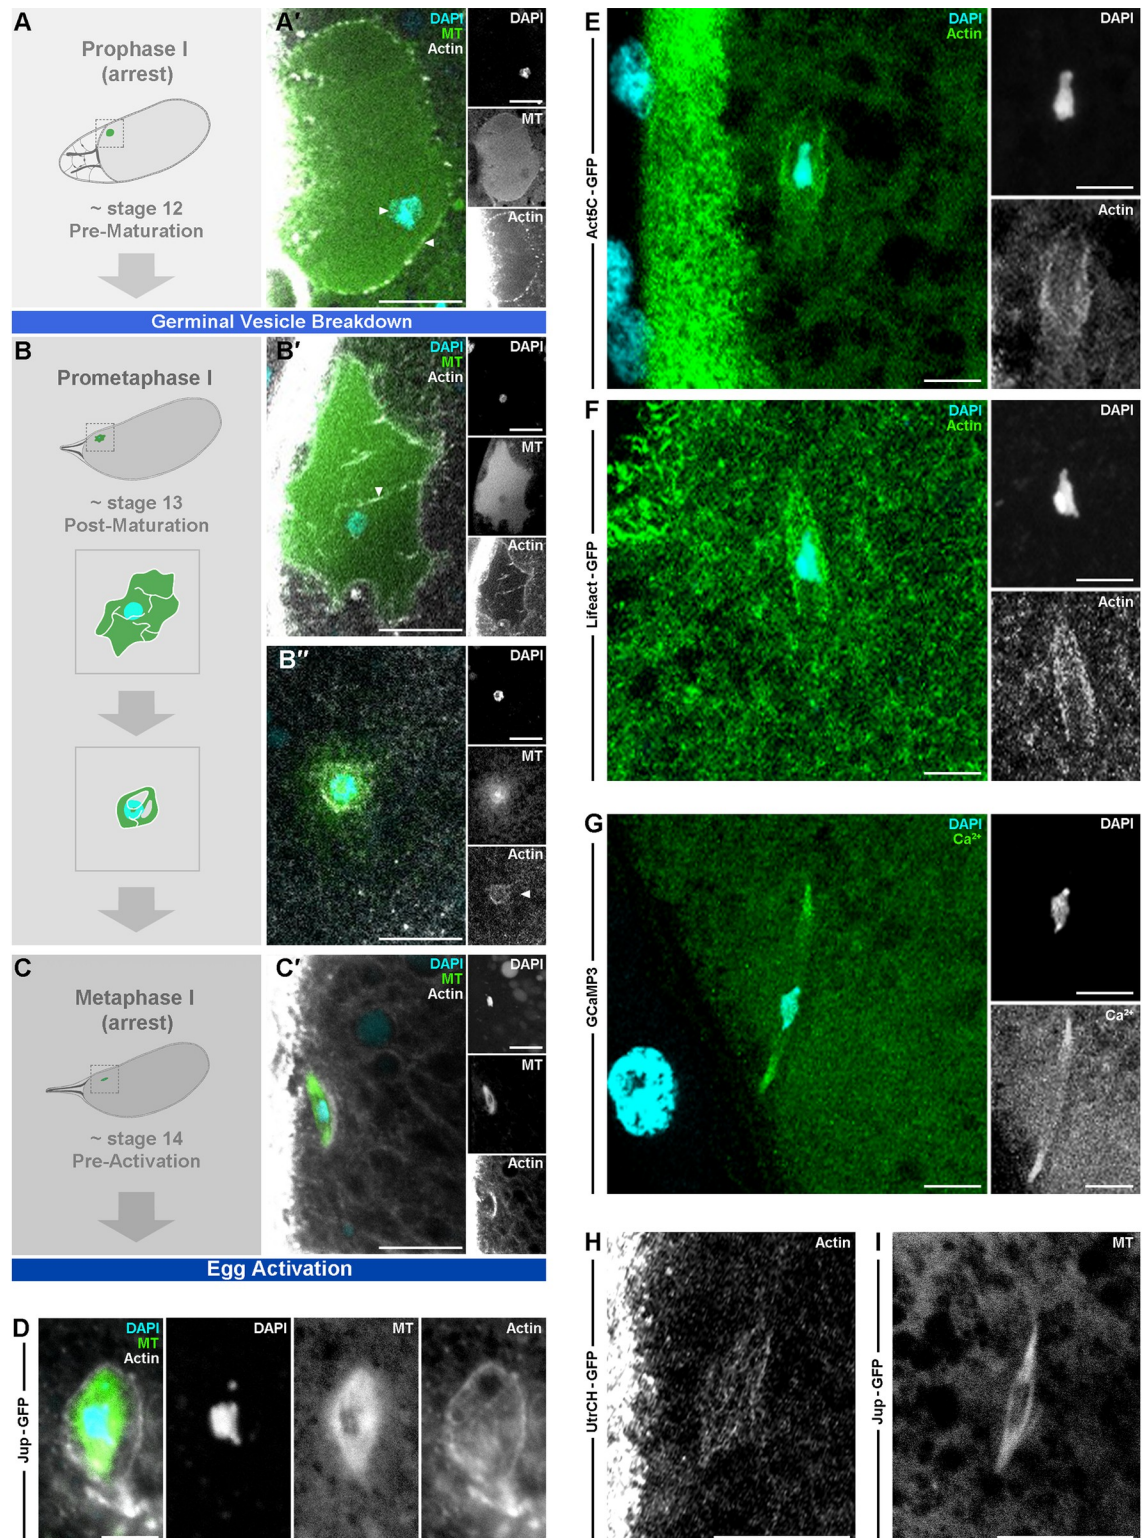 A
Prophase I
(arrest)
~ stage 12
Pre-Maturation
A′
DAPI
MT
Actin
DAPI
MT
Actin
Germinal Vesicle Breakdown
B
Prometaphase I
~ stage 13
Post-Maturation
B′
DAPI
MT
Actin
DAPI
MT
Actin
B″
DAPI
MT
Actin
C
Metaphase I
(arrest)
~ stage 14
Pre-Activation
C′
DAPI
MT
Actin
DAPI
MT
Actin
Egg Activation
D
Jup - GFP
DAPI
MT
Actin
DAPI
MT
Actin
E
Act5C - GFP
DAPI
Actin
DAPI
Actin
F
Lifeact - GFP
DAPI
Actin
DAPI
Actin
G
GCaMP3
DAPI
Ca²⁺
DAPI
Ca²⁺
H
UtrCH - GFP
Actin
I
Jup - GFP
MT